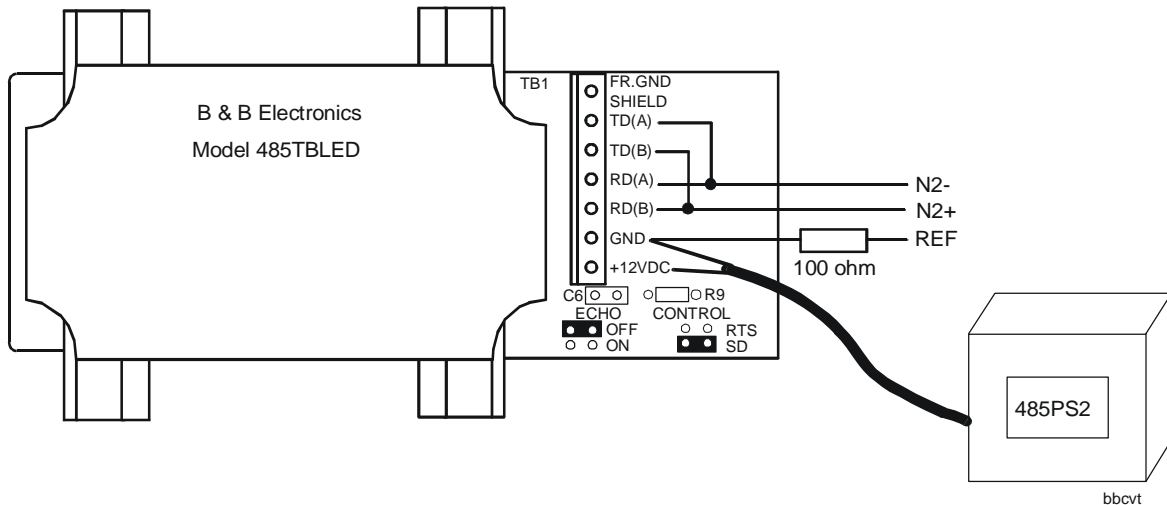 B & B Electronics
Model 485TBLED
TB1
FR.GND
SHIELD
TD(A)
TD(B)
RD(A)
RD(B)
GND
+12VDC
N2-
N2+
REF
100 ohm
C6
R9
ECHO
CONTROL
OFF
RTS
ON
SD
485PS2
bbcvt